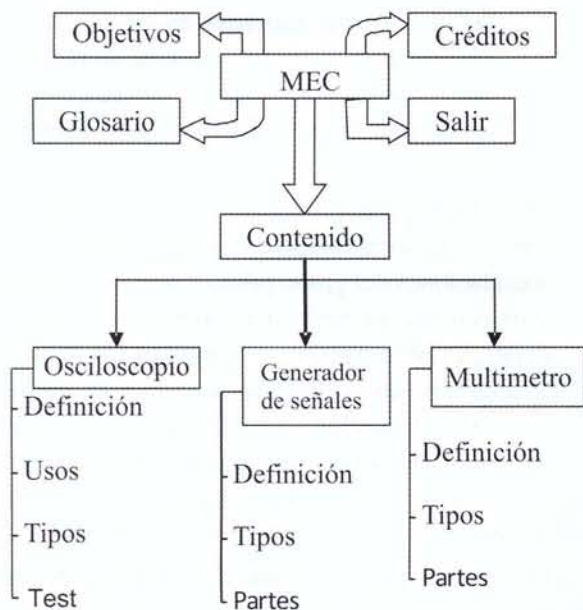 Objetivos
Créditos
MEC
Glosario
Salir
Contenido
Osciloscopio
Definición
Usos
Tipos
Test
Generador
de señales
Definición
Tipos
Partes
Multimetro
Definición
Tipos
Partes